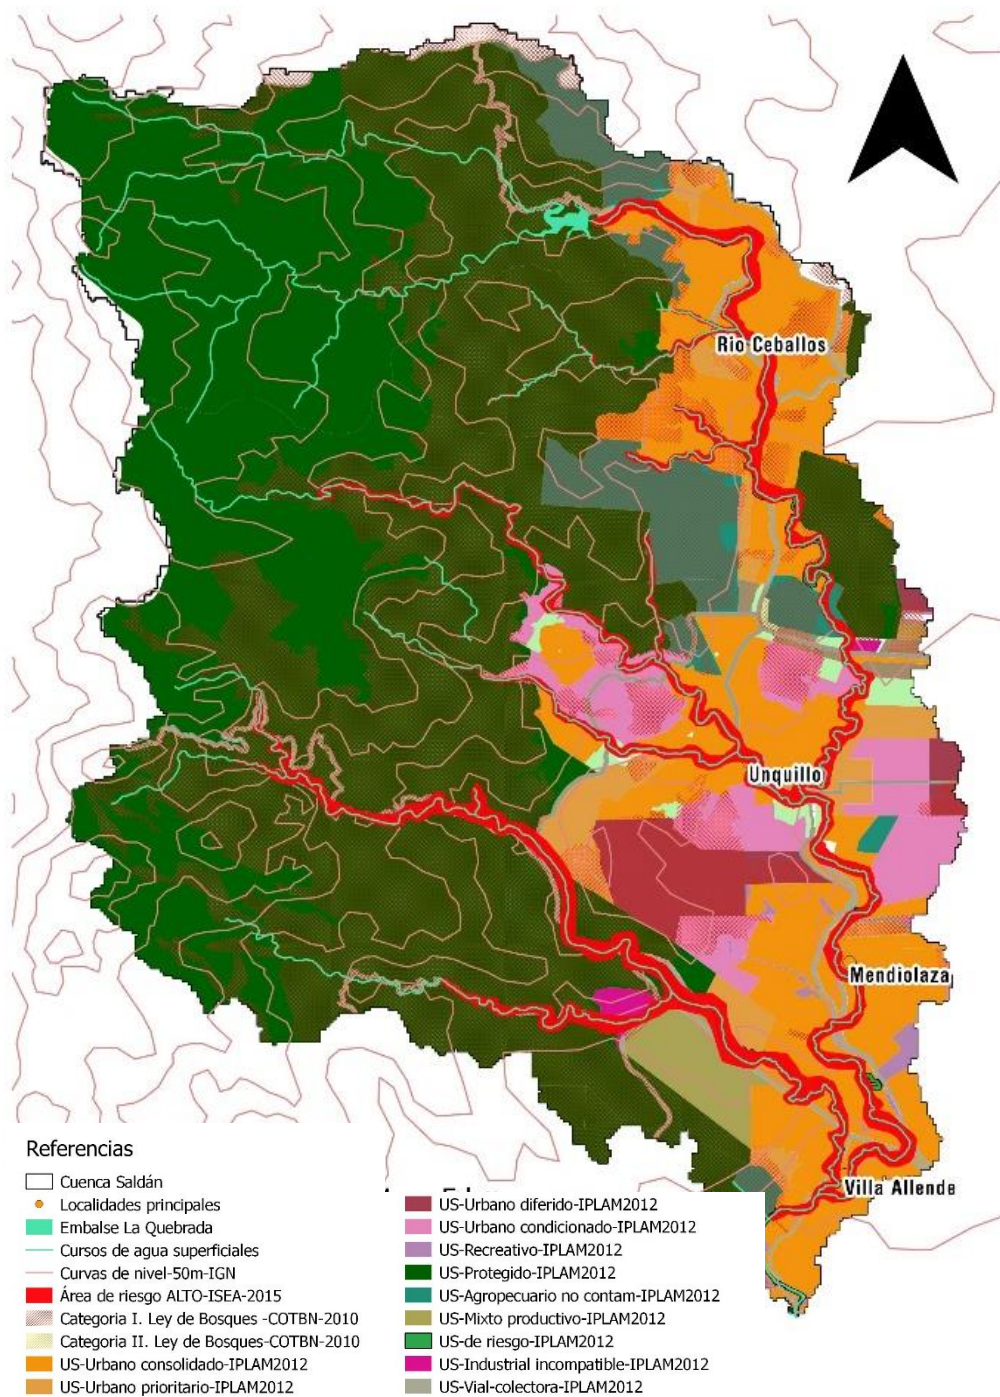 Rio Ceballos
Unquillo
Mendiolaza
Villa Allende
Referencias
Cuenca Saldán
Localidades principales
Embalse La Quebrada
Cursos de agua superficiales
Curvas de nivel-50m-IGN
Área de riesgo ALTO-ISEA-2015
Categoria I. Ley de Bosques -COTBN-2010
Categoria II. Ley de Bosques-COTBN-2010
US-Urbano consolidado-IPLAM2012
US-Urbano prioritario-IPLAM2012
US-Urbano diferido-IPLAM2012
US-Urbano condicionado-IPLAM2012
US-Recreativo-IPLAM2012
US-Protegido-IPLAM2012
US-Agropecuario no contam-IPLAM2012
US-Mixto productivo-IPLAM2012
US-de riesgo-IPLAM2012
US-Industrial incompatible-IPLAM2012
US-Vial-colectora-IPLAM2012